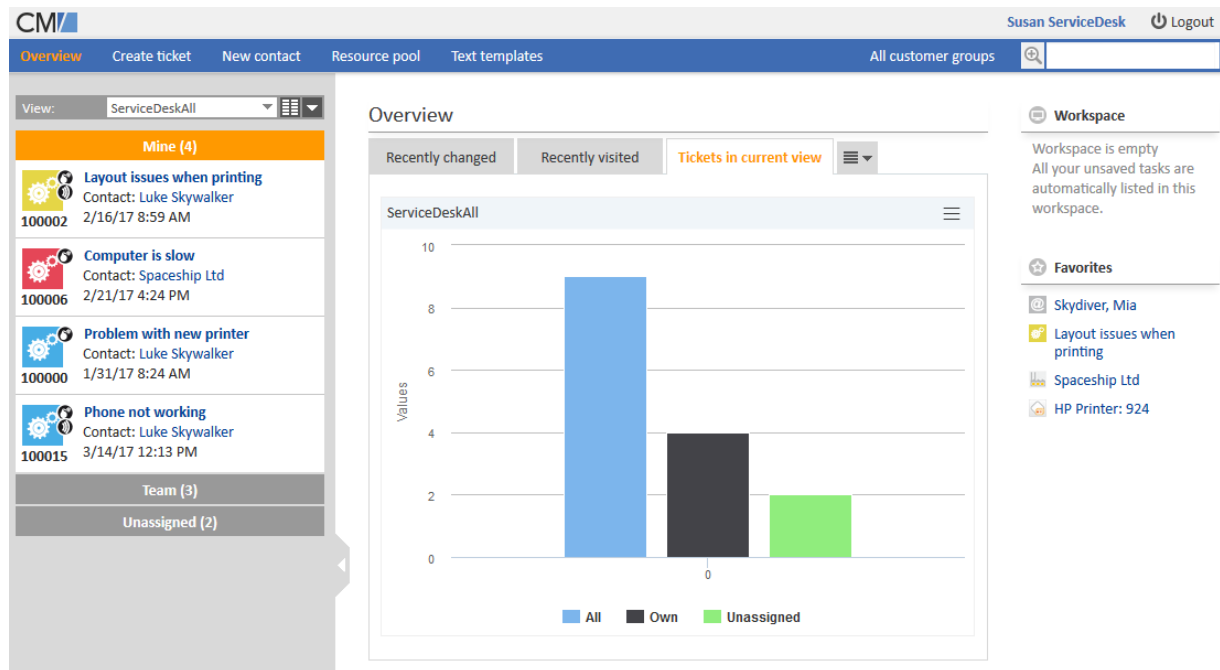 CM/
Susan ServiceDesk Logout
Overview Create ticket New contact Resource pool Text templates All customer groups
View: ServiceDeskAll
Mine (4)
Layout issues when printing
Contact: Luke Skywalker
100002 2/16/17 8:59 AM
Computer is slow
Contact: Spaceship Ltd
100006 2/21/17 4:24 PM
Problem with new printer
Contact: Luke Skywalker
100000 1/31/17 8:24 AM
Phone not working
Contact: Luke Skywalker
100015 3/14/17 12:13 PM
Team (3)
Unassigned (2)
Overview
Recently changed Recently visited Tickets in current view
ServiceDeskAll
10
8
6
4
2
0
Values
0
All Own Unassigned
Workspace
Workspace is empty
All your unsaved tasks are
automatically listed in this
workspace.
Favorites
Skydiver, Mia
Layout issues when
printing
Spaceship Ltd
HP Printer: 924